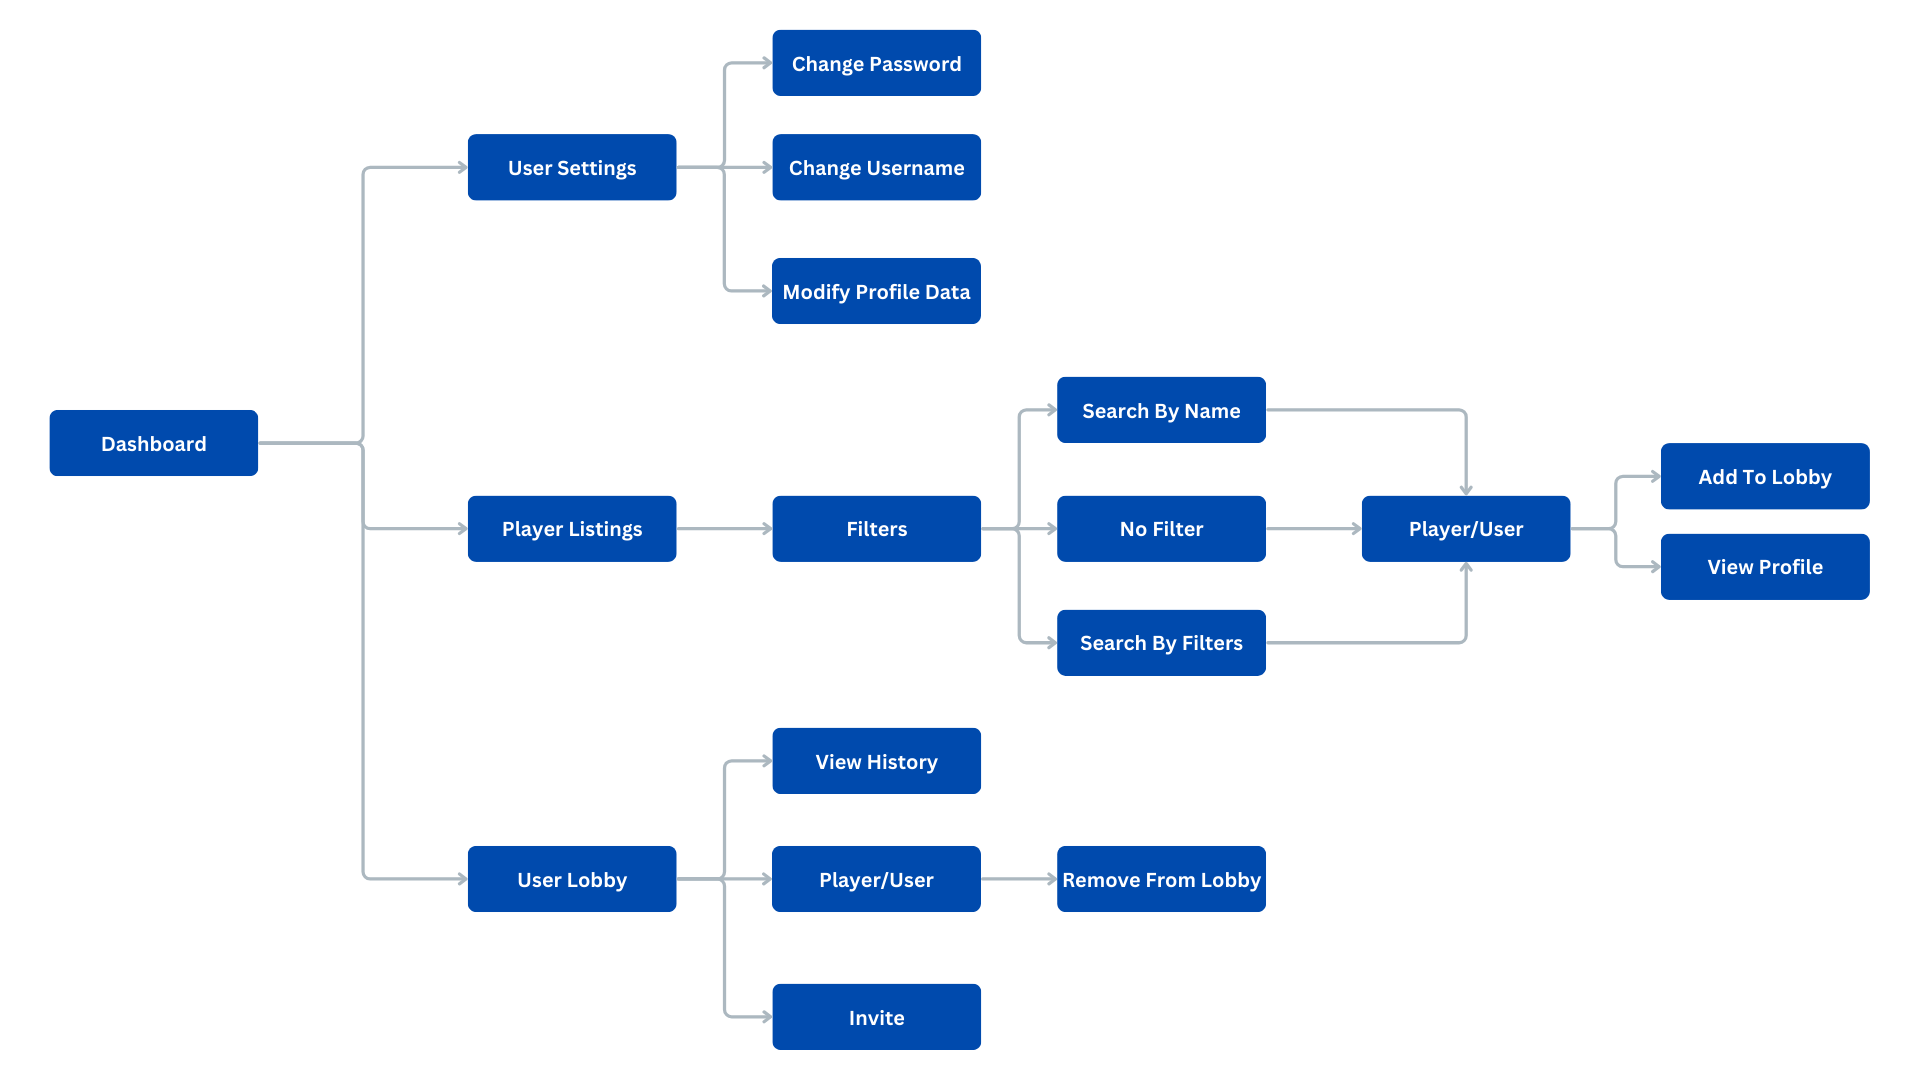 Change Password
User Settings
Change Username
Modify Profile Data
Dashboard
Search By Name
Player Listings
Filters
No Filter
Player/User
Add To Lobby
View Profile
Search By Filters
View History
User Lobby
Player/User
Remove From Lobby
Invite